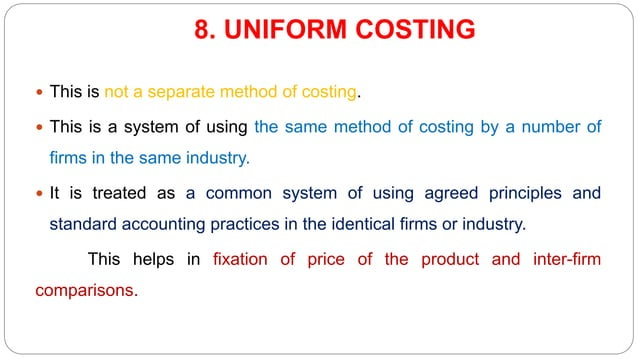 8. UNIFORM COSTING
• This is not a separate method of costing.
• This is a system of using the same method of costing by a number of
firms in the same industry.
• It is treated as a common system of using agreed principles and
standard accounting practices in the identical firms or industry.
This helps in fixation of price of the product and inter-firm
comparisons.